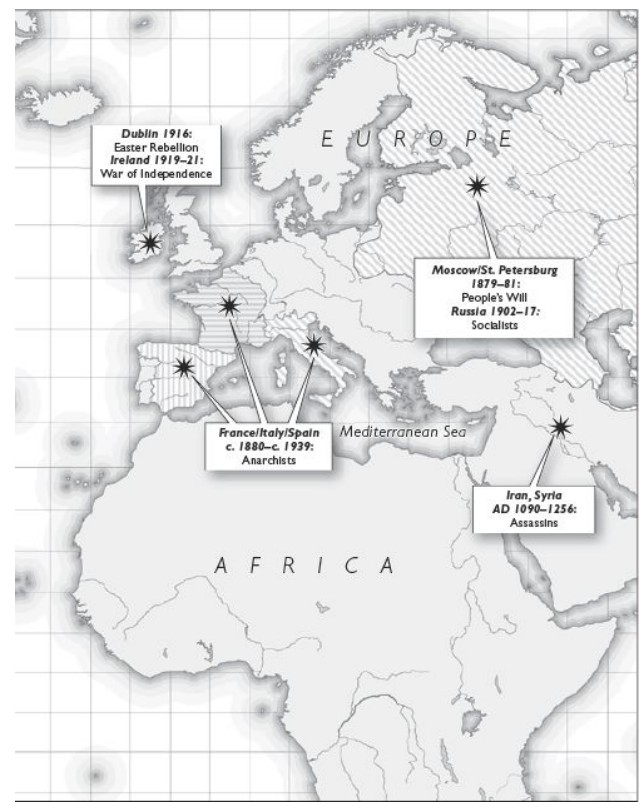 Dublin 1916:
Easter Rebellion
Ireland 1919–21:
War of Independence
E U R O P E
Moscow/St. Petersburg
1879–81:
People's Will
Russia 1902–17:
Socialists
France/Italy/Spain
c. 1880–c. 1939:
Anarchists
Mediterranean Sea
Iran, Syria
AD 1090–1256:
Assassins
A F R I C A